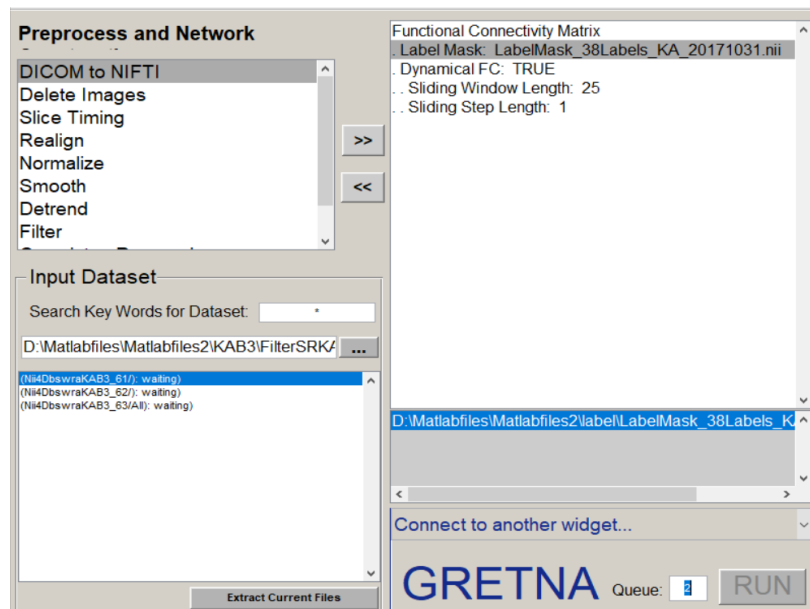 Preprocess and Network
DICOM to NIFTI
Delete Images
Slice Timing
Realign
Normalize
Smooth
Detrend
Filter
>>
<<
Input Dataset
Search Key Words for Dataset:
*
D:\Matlabfiles\Matlabfiles2\KAB3\FilterSRKA
...
(Nii4DbswraKAB3_61/): waiting)
(Nii4DbswraKAB3_62/): waiting)
(Nii4DbswraKAB3_63/All): waiting)
Extract Current Files
Functional Connectivity Matrix
. Label Mask: LabelMask_38Labels_KA_20171031.nii
. Dynamical FC: TRUE
. . Sliding Window Length: 25
. . Sliding Step Length: 1
D:\Matlabfiles\Matlabfiles2\label\LabelMask_38Labels_K
Connect to another widget...
GRETNA Queue: 2 RUN